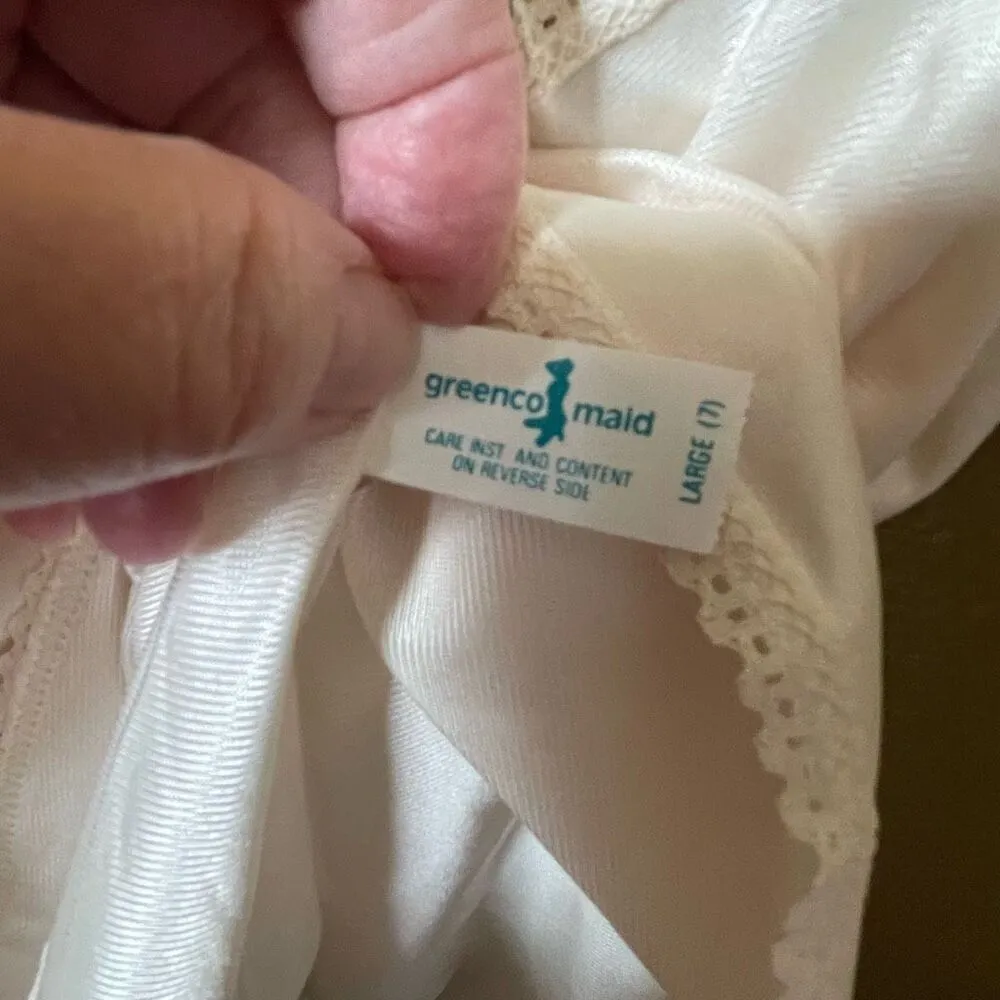 greenco maid
CARE INST AND CONTENT
ON REVERSE SIDE
LARGE (7)